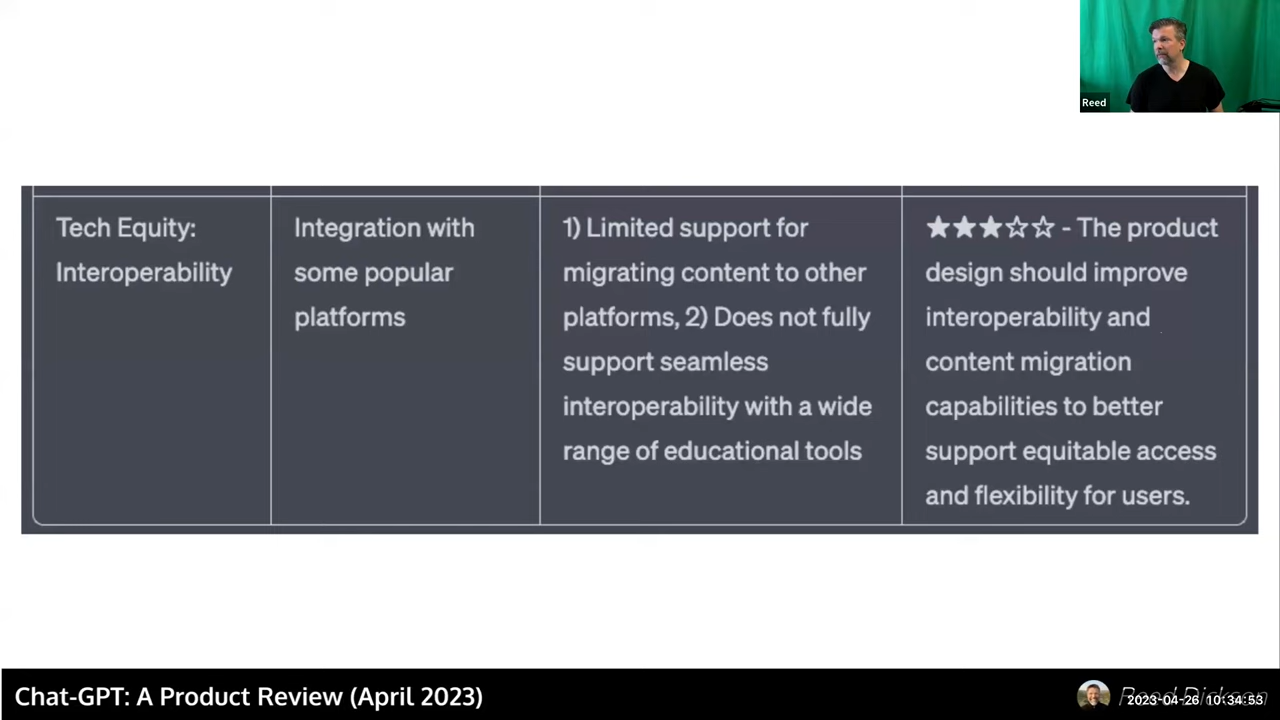 Reed
Tech Equity:
Interoperability
Integration with
some popular
platforms
1) Limited support for
migrating content to other
platforms, 2) Does not fully
support seamless
interoperability with a wide
range of educational tools
★★★☆☆ - The product
design should improve
interoperability and
content migration
capabilities to better
support equitable access
and flexibility for users.
Chat-GPT: A Product Review (April 2023)
Reed Dickson
2023-04-26 10:34:53